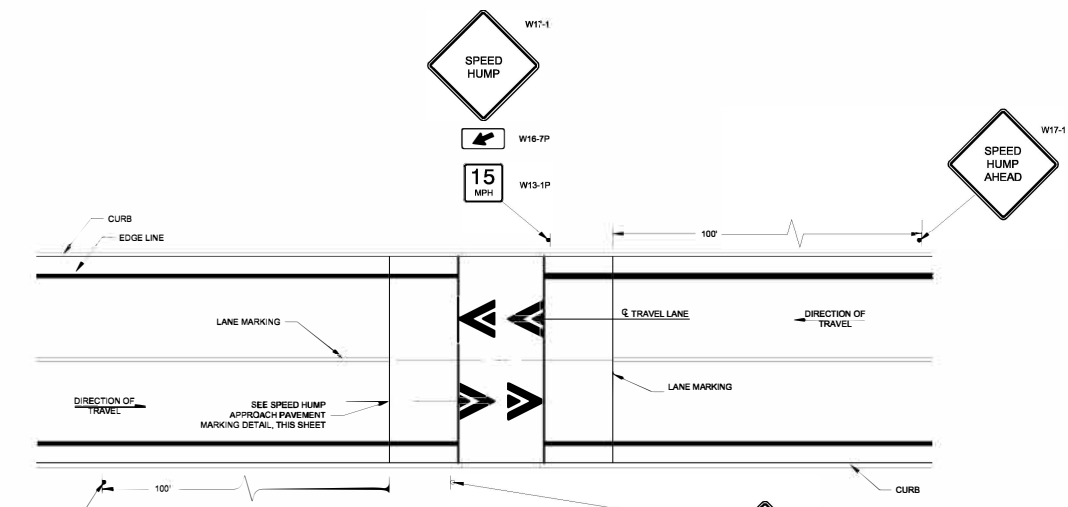 W17-1
SPEED
HUMP
W16-7P
15
MPH
W13-1P
W17-1
SPEED
HUMP
AHEAD
CURB
EDGE LINE
100'
LANE MARKING
℄ TRAVEL LANE
DIRECTION OF
TRAVEL
LANE MARKING
DIRECTION OF
TRAVEL
SEE SPEED HUMP
APPROACH PAVEMENT
MARKING DETAIL, THIS SHEET
100'
CURB